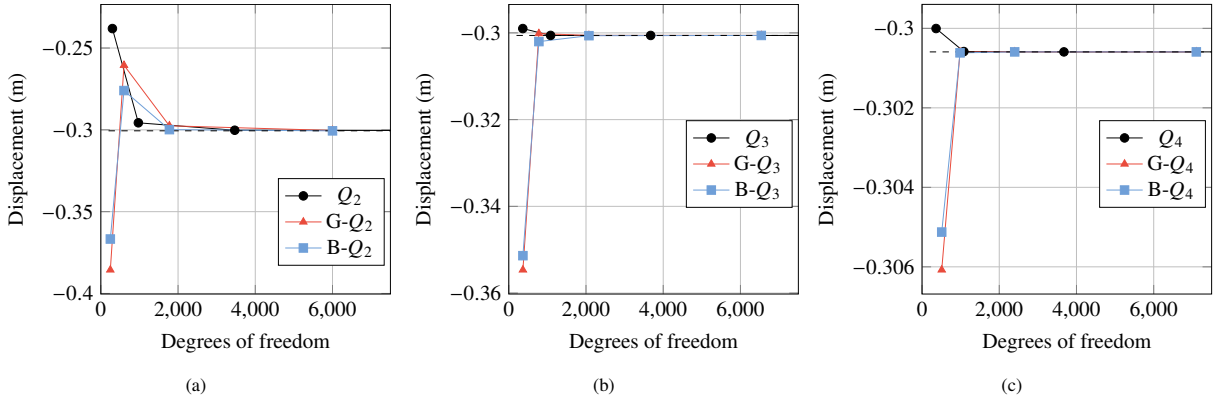 −0.25
−0.3
−0.35
−0.4
Displacement (m)
0 2,000 4,000 6,000
Degrees of freedom
Q2
G-Q2
B-Q2
(a)
−0.3
−0.32
−0.34
−0.36
Displacement (m)
0 2,000 4,000 6,000
Degrees of freedom
Q3
G-Q3
B-Q3
(b)
−0.3
−0.302
−0.304
−0.306
Displacement (m)
0 2,000 4,000 6,000
Degrees of freedom
Q4
G-Q4
B-Q4
(c)